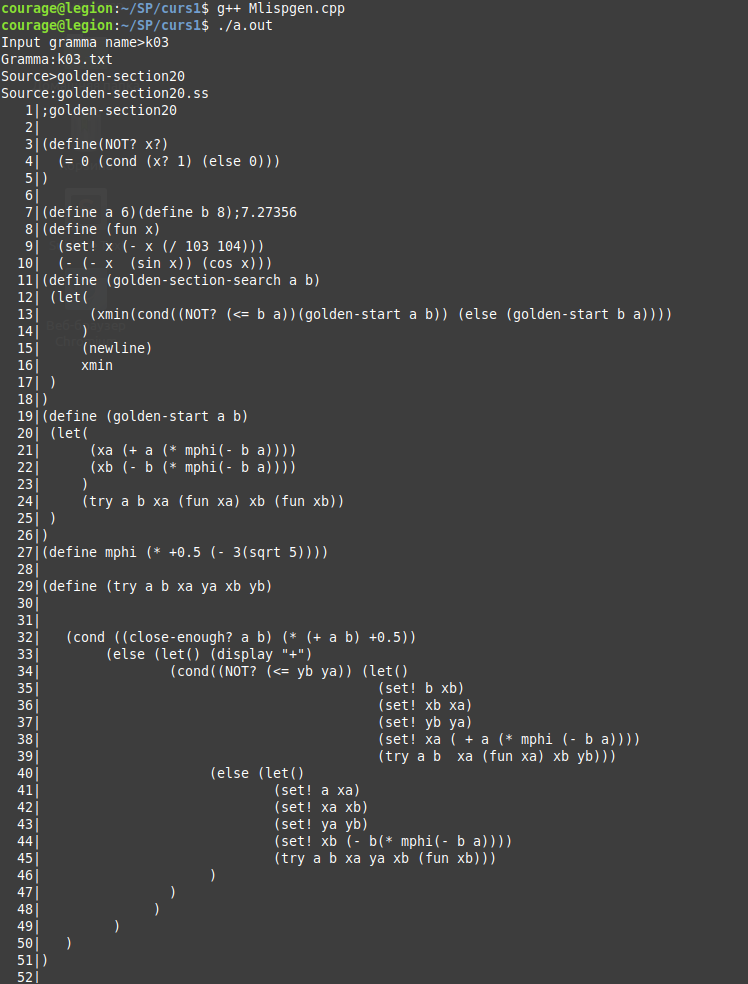 courage@legion:~/SP/curs1$ g++ Mlispgen.cpp
courage@legion:~/SP/curs1$ ./a.out
Input gramma name>k03
Gramma:k03.txt
Source>golden-section20
Source:golden-section20.ss
   1|;golden-section20
   2|
   3|(define(NOT? x?)
   4|  (= 0 (cond (x? 1) (else 0)))
   5|)
   6|
   7|(define a 6)(define b 8);7.27356
   8|(define (fun x)
   9|  (set! x (- x (/ 103 104)))
  10|  (- (- x  (sin x)) (cos x)))
  11|(define (golden-section-search a b)
  12| (let(
  13|      (xmin(cond((NOT? (<= b a))(golden-start a b)) (else (golden-start b a))))
  14|     )
  15|     (newline)
  16|     xmin
  17| )
  18|)
  19|(define (golden-start a b)
  20| (let(
  21|      (xa (+ a (* mphi(- b a))))
  22|      (xb (- b (* mphi(- b a))))
  23|     )
  24|     (try a b xa (fun xa) xb (fun xb))
  25| )
  26|)
  27|(define mphi (* +0.5 (- 3(sqrt 5))))
  28|
  29|(define (try a b xa ya xb yb)
  30|
  31|
  32|   (cond ((close-enough? a b) (* (+ a b) +0.5))
  33|        (else (let() (display "+")
  34|                (cond((NOT? (<= yb ya)) (let()
  35|                                          (set! b xb)
  36|                                          (set! xb xa)
  37|                                          (set! yb ya)
  38|                                          (set! xa ( + a (* mphi (- b a))))
  39|                                          (try a b  xa (fun xa) xb yb)))
  40|                     (else (let()
  41|                             (set! a xa)
  42|                             (set! xa xb)
  43|                             (set! ya yb)
  44|                             (set! xb (- b(* mphi(- b a))))
  45|                             (try a b xa ya xb (fun xb)))
  46|                     )
  47|                )
  48|              )
  49|         )
  50|   )
  51|)
  52|